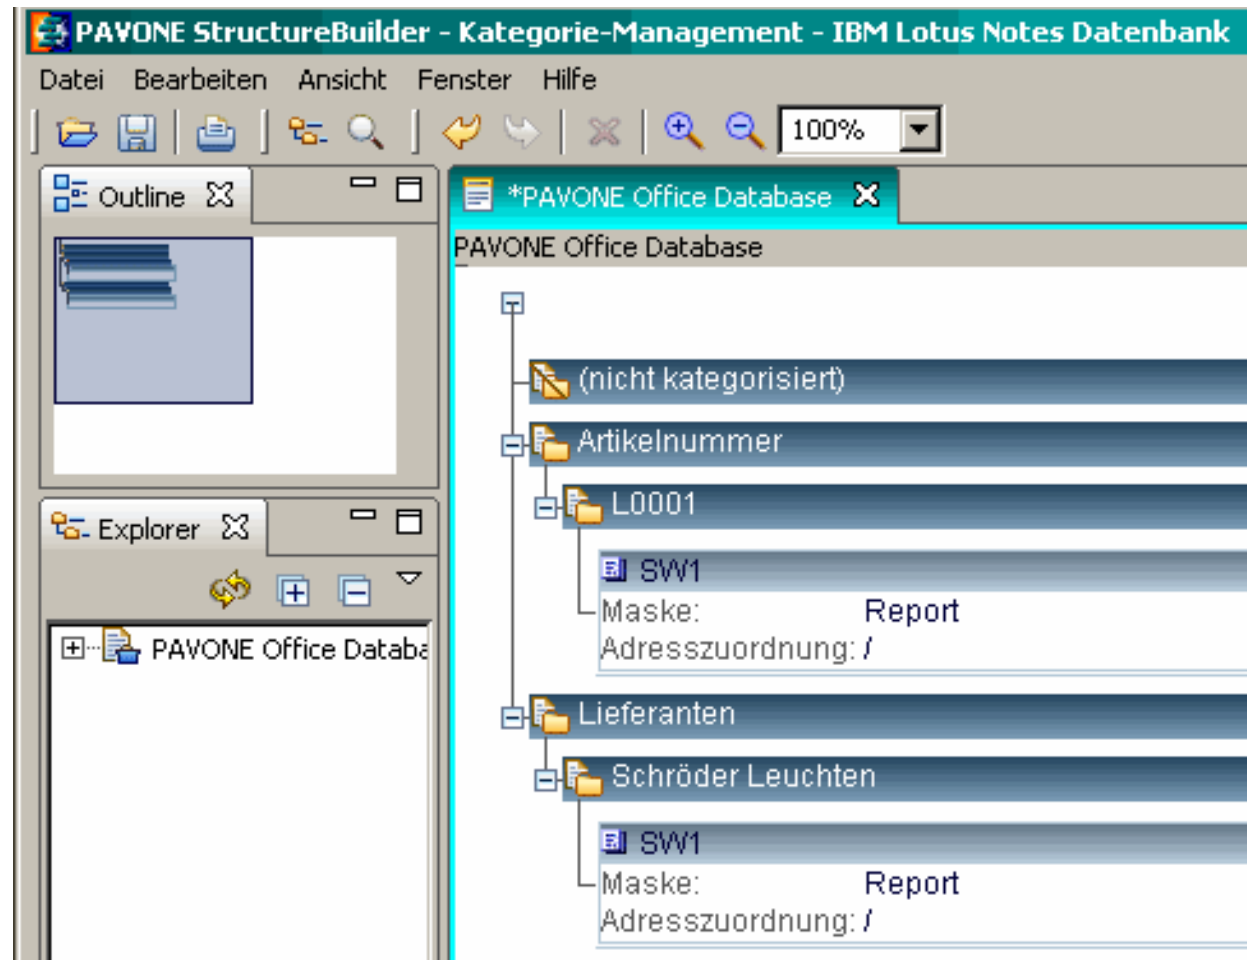 PAVONE StructureBuilder - Kategorie-Management - IBM Lotus Notes Datenbank
Datei Bearbeiten Ansicht Fenster Hilfe
100%
Outline
*PAVONE Office Database
PAVONE Office Database
(nicht kategorisiert)
Artikelnummer
L0001
SW1
Maske: Report
Adresszuordnung: /
Lieferanten
Schröder Leuchten
SW1
Maske: Report
Adresszuordnung: /
Explorer
PAVONE Office Databa